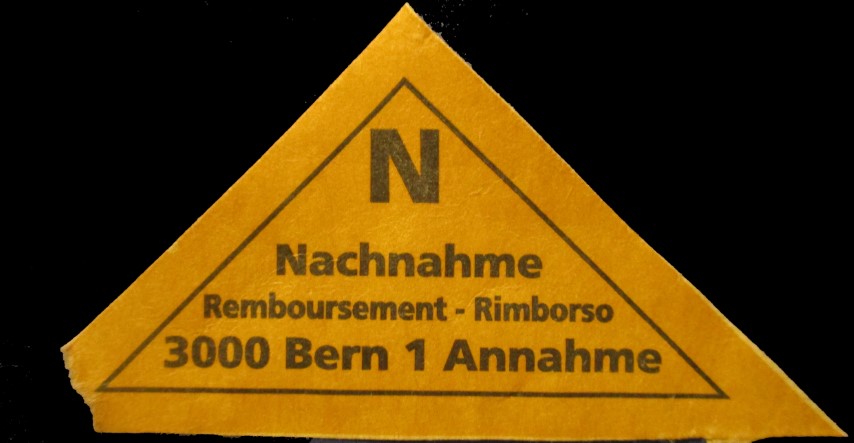 N
Nachnahme
Remboursement - Rimborso
3000 Bern 1 Annahme